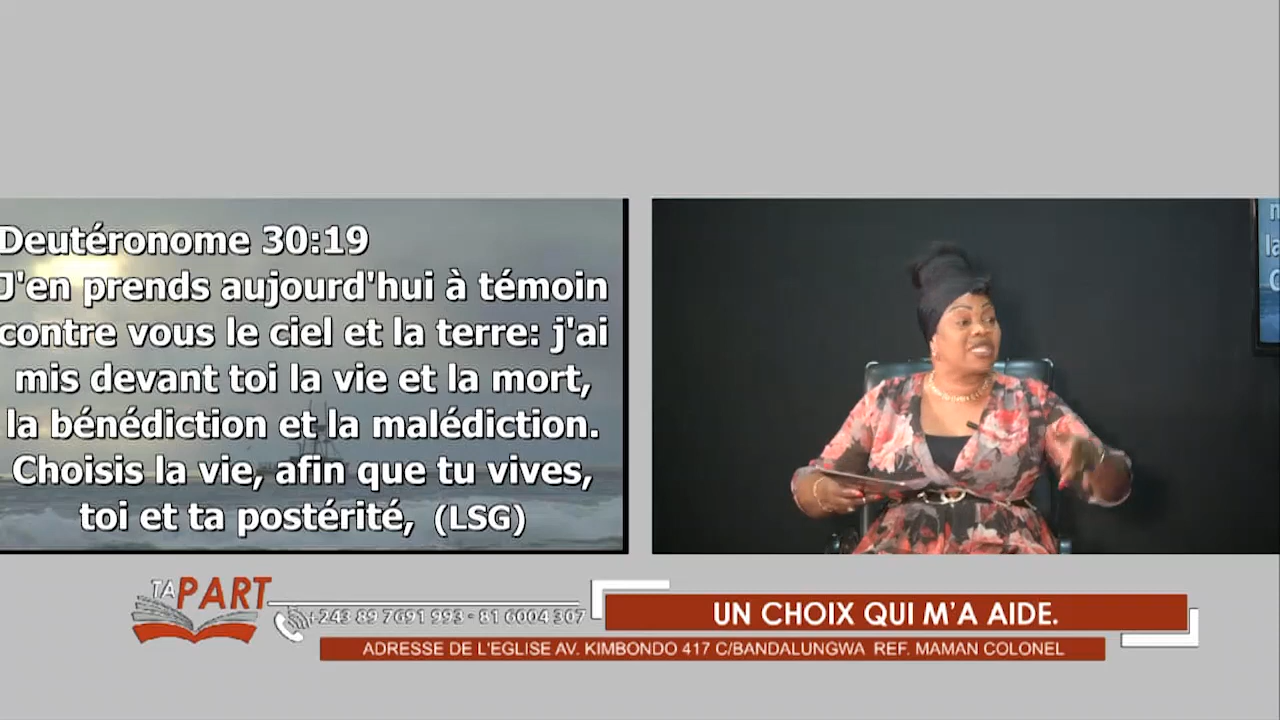 Deutéronome 30:19
J'en prends aujourd'hui à témoin
contre vous le ciel et la terre: j'ai
mis devant toi la vie et la mort,
la bénédiction et la malédiction.
Choisis la vie, afin que tu vives,
toi et ta postérité, (LSG)
TA PART
+243 89 7691 993 - 81 6004 307
UN CHOIX QUI M'A AIDE.
ADRESSE DE L'EGLISE AV. KIMBONDO 417 C/BANDALUNGWA REF. MAMAN COLONEL